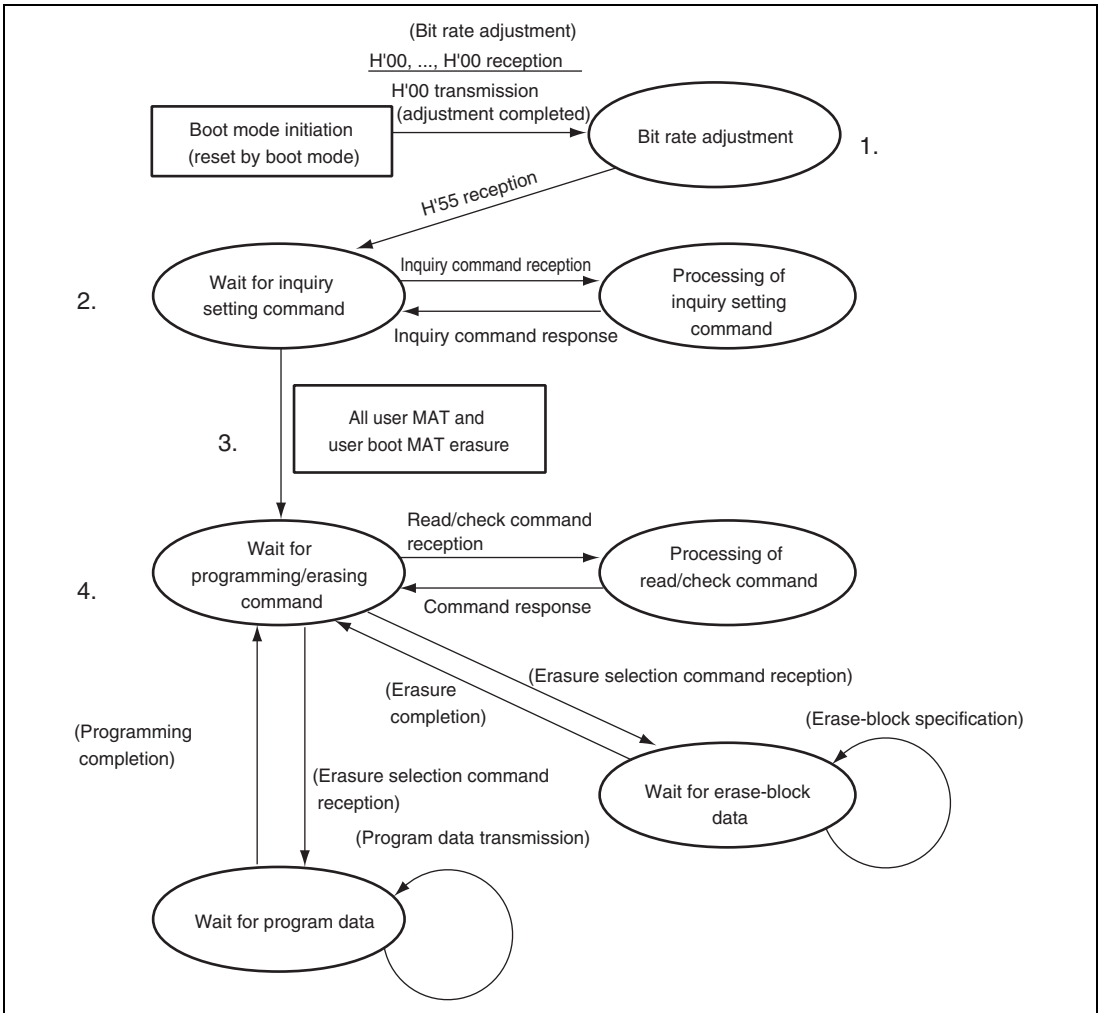 (Bit rate adjustment)
H'00, ..., H'00 reception
H'00 transmission
(adjustment completed)
Boot mode initiation
(reset by boot mode)
Bit rate adjustment
1.
H'55 reception
2.
Wait for inquiry
setting command
Inquiry command reception
Inquiry command response
Processing of
inquiry setting
command
3.
All user MAT and
user boot MAT erasure
4.
Wait for
programming/erasing
command
Read/check command
reception
Command response
Processing of
read/check command
(Erasure selection command reception)
(Erasure
completion)
(Erase-block specification)
(Programming
completion)
(Erasure selection command
reception)
Wait for erase-block
data
(Program data transmission)
Wait for program data